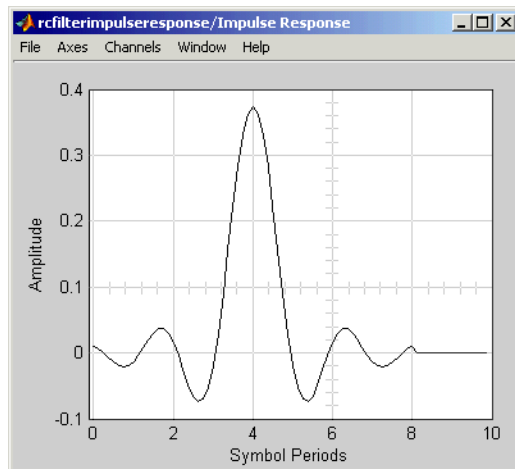 rcfilterimpulseresponse/Impulse Response
File Axes Channels Window Help
0.4
0.3
0.2
0.1
0
-0.1
Amplitude
0 2 4 6 8 10
Symbol Periods